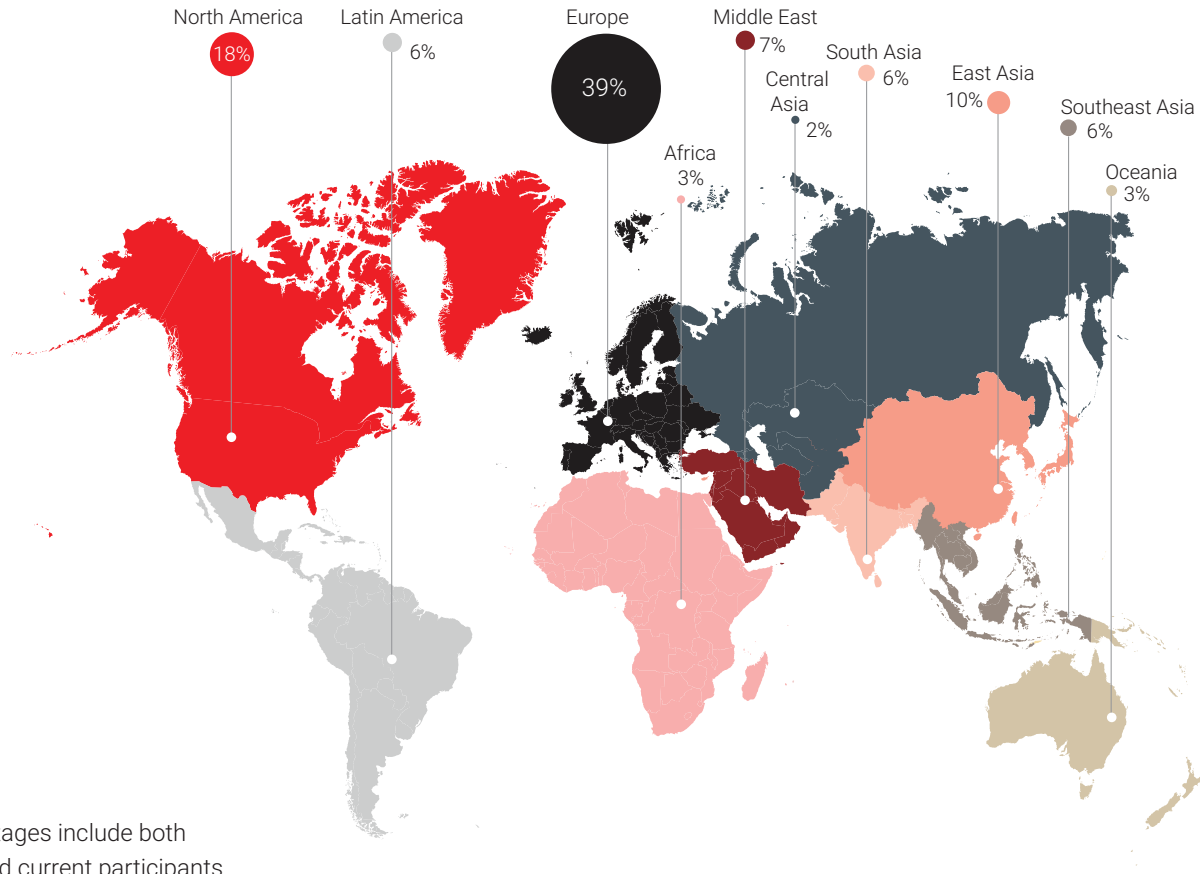 North America
18%
Latin America
6%
Europe
39%
Africa
3%
Middle East
7%
Central
Asia
2%
South Asia
6%
East Asia
10%
Southeast Asia
6%
Oceania
3%
include both
current participants